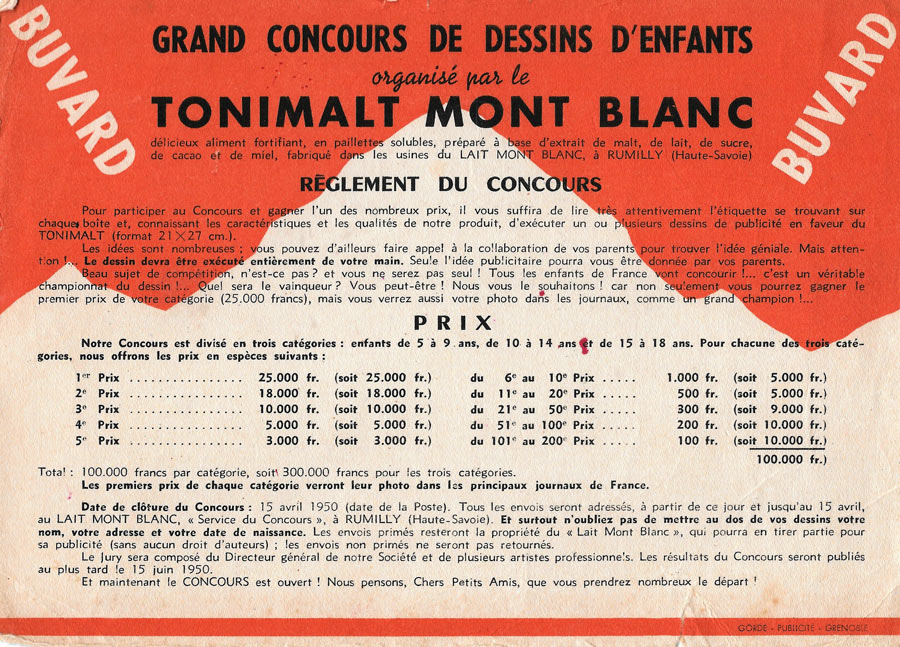 BUVARD
BUVARD
GRAND CONCOURS DE DESSINS D'ENFANTS
organisé par le
TONIMALT MONT BLANC
délicieux aliment fortifiant, en paillettes solubles, préparé à base d'extrait de malt, de lait, de sucre,
de cacao et de miel, fabriqué dans les usines du LAIT MONT BLANC, à RUMILLY (Haute-Savoie)
RÈGLEMENT DU CONCOURS
Pour participer au Concours et gagner l'un des nombreux prix, il vous suffira de lire très attentivement l'étiquette se trouvant sur
chaque boîte et, connaissant les caractéristiques et les qualités de notre produit, d'exécuter un ou plusieurs dessins de publicité en faveur du
TONIMALT (format 21×27 cm.).
Les idées sont nombreuses ; vous pouvez d'ailleurs faire appel à la collaboration de vos parents pour trouver l'idée géniale. Mais atten-
tion !... Le dessin devra être exécuté entièrement de votre main. Seule l'idée publicitaire pourra vous être donnée par vos parents.
Beau sujet de compétition, n'est-ce pas ? et vous ne serez pas seul ! Tous les enfants de France vont concourir !... c'est un véritable
championnat du dessin !... Quel sera le vainqueur ? Vous peut-être ! Nous vous le souhaitons ! car non seulement vous pourrez gagner le
premier prix de votre catégorie (25.000 francs), mais vous verrez aussi votre photo dans les journaux, comme un grand champion !...
PRIX
Notre Concours est divisé en trois catégories : enfants de 5 à 9 ans, de 10 à 14 ans et de 15 à 18 ans. Pour chacune des trois caté-
gories, nous offrons les prix en espèces suivants :
1er Prix ................ 25.000 fr. (soit 25.000 fr.) du 6e au 10e Prix ..... 1.000 fr. (soit 5.000 fr.)
2e Prix ................ 18.000 fr. (soit 18.000 fr.) du 11e au 20e Prix ..... 500 fr. (soit 5.000 fr.)
3e Prix ................ 10.000 fr. (soit 10.000 fr.) du 21e au 50e Prix ..... 300 fr. (soit 9.000 fr.)
4e Prix ................ 5.000 fr. (soit 5.000 fr.) du 51e au 100e Prix ..... 200 fr. (soit 10.000 fr.)
5e Prix ................ 3.000 fr. (soit 3.000 fr.) du 101e au 200e Prix ..... 100 fr. (soit 10.000 fr.)
100.000 fr.)
Total : 100.000 francs par catégorie, soit 300.000 francs pour les trois catégories.
Les premiers prix de chaque catégorie verront leur photo dans les principaux journaux de France.
Date de clôture du Concours : 15 avril 1950 (date de la Poste). Tous les envois seront adressés, à partir de ce jour et jusqu'au 15 avril,
au LAIT MONT BLANC, « Service du Concours », à RUMILLY (Haute-Savoie). Et surtout n'oubliez pas de mettre au dos de vos dessins votre
nom, votre adresse et votre date de naissance. Les envois primés resteront la propriété du « Lait Mont Blanc », qui pourra en tirer partie pour
sa publicité (sans aucun droit d'auteurs) ; les envois non primés ne seront pas retournés.
Le Jury sera composé du Directeur général de notre Société et de plusieurs artistes professionnels. Les résultats du Concours seront publiés
au plus tard le 15 juin 1950.
Et maintenant le CONCOURS est ouvert ! Nous pensons, Chers Petits Amis, que vous prendrez nombreux le départ !
GORDE - PUBLICITÉ - GRENOBLE